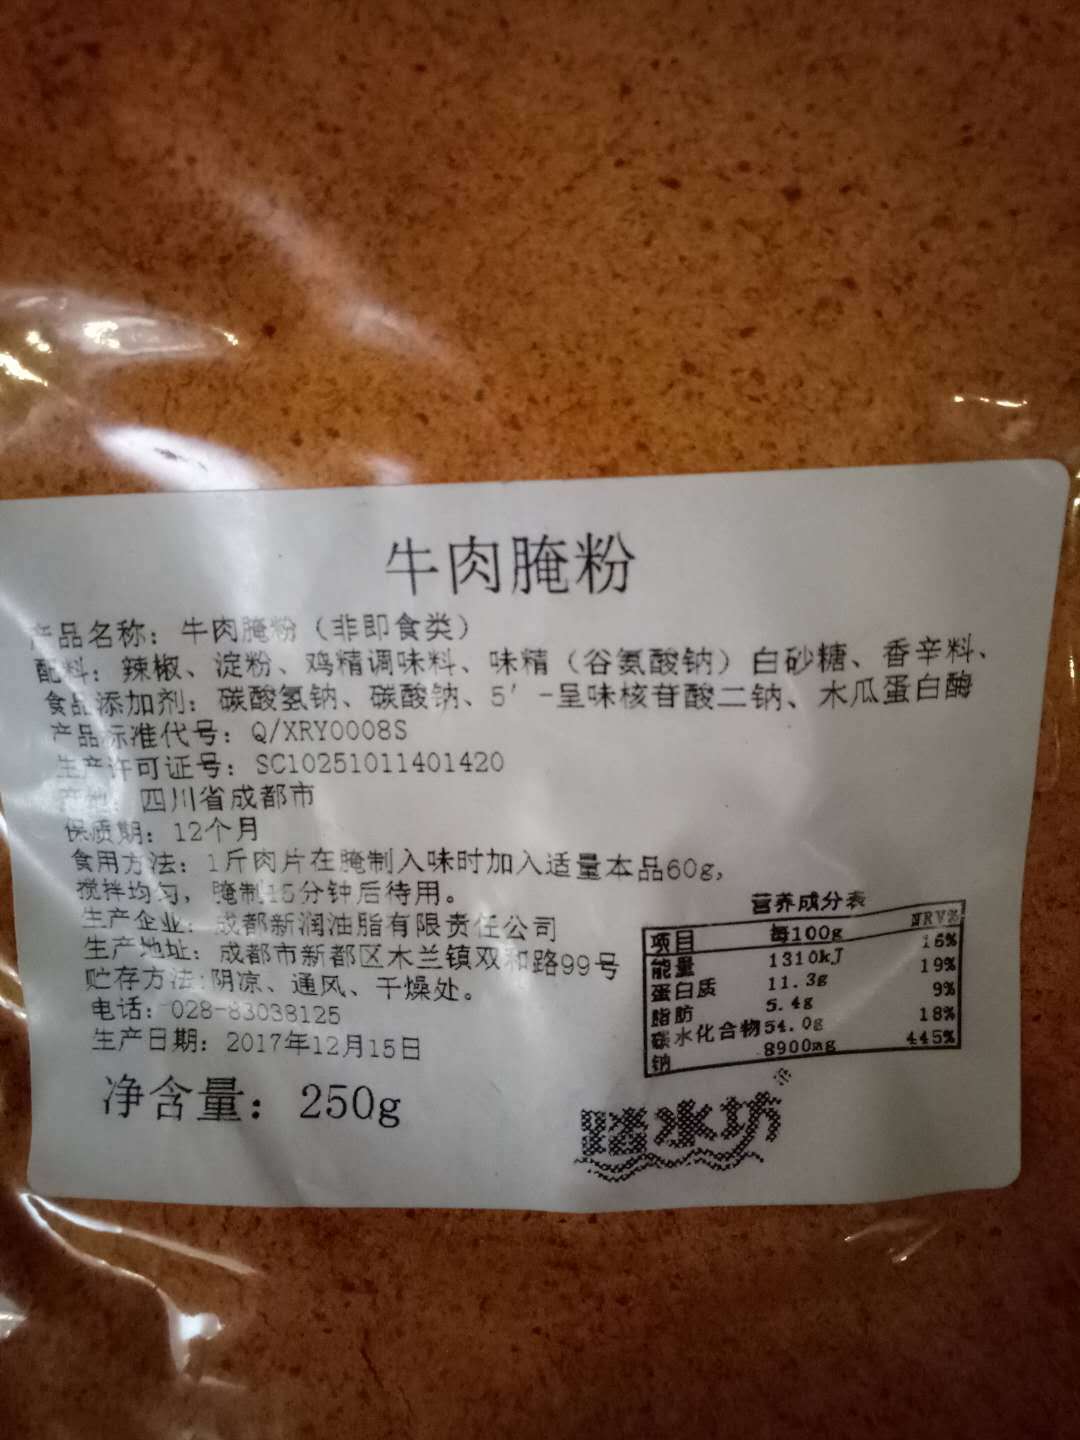 牛肉腌粉
产品名称：牛肉腌粉（非即食类）
配料：辣椒、淀粉、鸡精调味料、味精（谷氨酸钠）白砂糖、香辛料、
食品添加剂：碳酸氢钠、碳酸钠、5′-呈味核苷酸二钠、木瓜蛋白酶
产品标准代号：Q/XRY0008S
生产许可证号：SC10251011401420
产地：四川省成都市
保质期：12个月
食用方法：1斤肉片在腌制入味时加入适量本品60g,
搅拌均匀，腌制15分钟后待用。
生产企业：成都新润油脂有限责任公司
生产地址：成都市新都区木兰镇双和路99号
贮存方法:阴凉、通风、干燥处。
电话：028-83038125
生产日期：2017年12月15日
净含量：250g
营养成分表
项目 每100g NRV%
能量 1310kJ 16%
蛋白质 11.3g 19%
脂肪 5.4g 9%
碳水化合物 54.0g 18%
钠 8900mg 445%
踏水坊